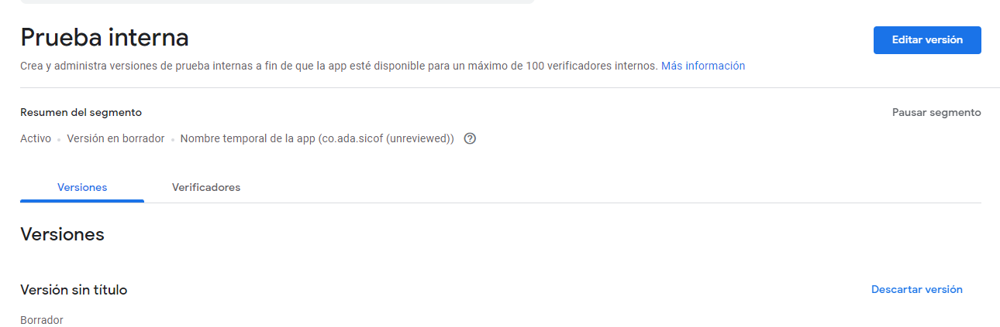 Prueba interna
Editar versión
Crea y administra versiones de prueba internas a fin de que la app esté disponible para un máximo de 100 verificadores internos. Más información
Resumen del segmento
Pausar segmento
Activo • Versión en borrador • Nombre temporal de la app (co.ada.sicof (unreviewed)) ?
Versiones
Verificadores
Versiones
Versión sin título
Descartar versión
Borrador